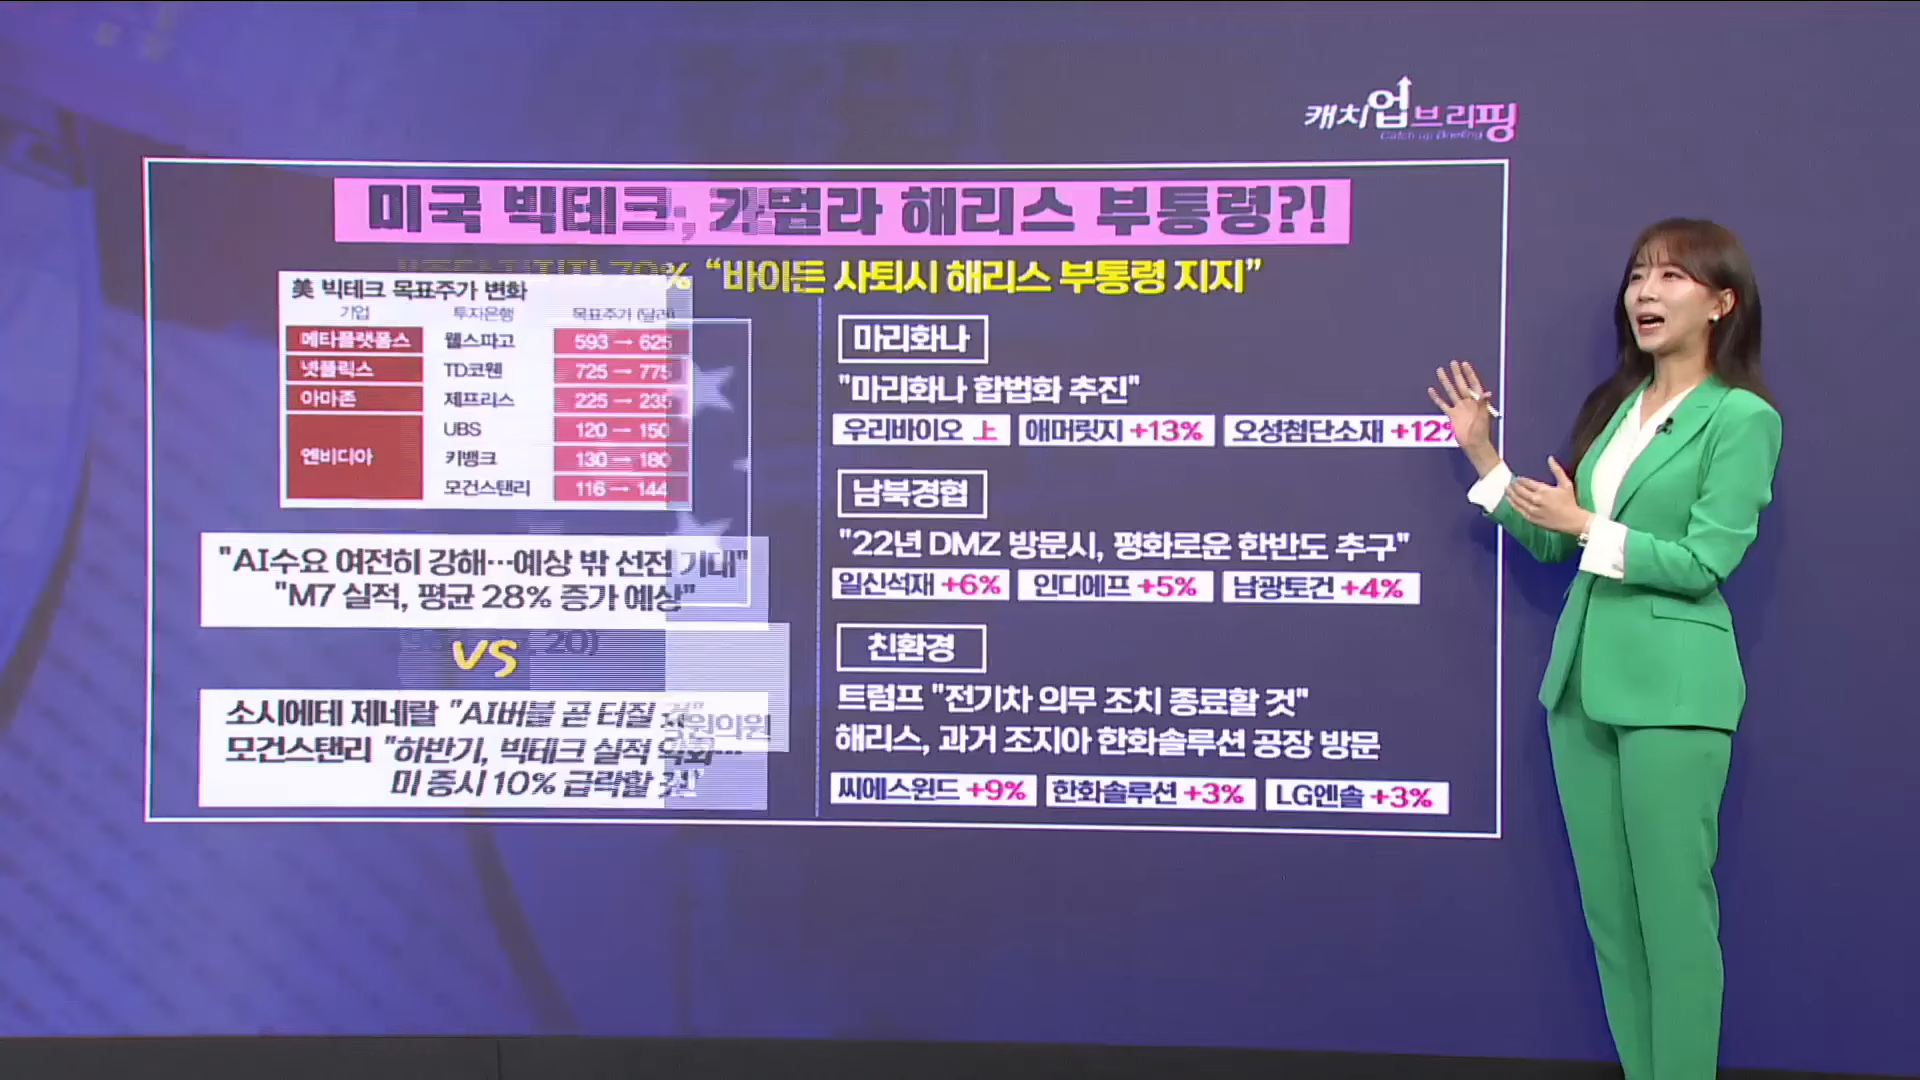 캐치업브리핑
Catch up Briefing
미국 빅테크, 카멀라 해리스 부통령?!
79% “바이든 사퇴시 해리스 부통령 지지”
美 빅테크 목표주가 변화
기업 투자은행 목표주가 (달러)
메타플랫폼스 웰스파고 593 → 625
넷플릭스 TD코웬 725 → 775
아마존 제프리스 225 → 235
엔비디아
UBS 120 → 150
키뱅크 130 → 180
모건스탠리 116 → 144
"AI수요 여전히 강해…예상 밖 선전 기대"
"M7 실적, 평균 28% 증가 예상"
20)
VS
소시에테 제네랄 "AI버블 곧 터질 것"
모건스탠리 "하반기, 빅테크 실적 악화…
미 증시 10% 급락할 것"
원의원
마리화나
"마리화나 합법화 추진"
우리바이오 上 애머릿지 +13% 오성첨단소재 +12%
남북경협
"22년 DMZ 방문시, 평화로운 한반도 추구"
일신석재 +6% 인디에프 +5% 남광토건 +4%
친환경
트럼프 "전기차 의무 조치 종료할 것"
해리스, 과거 조지아 한화솔루션 공장 방문
씨에스윈드 +9% 한화솔루션 +3% LG엔솔 +3%